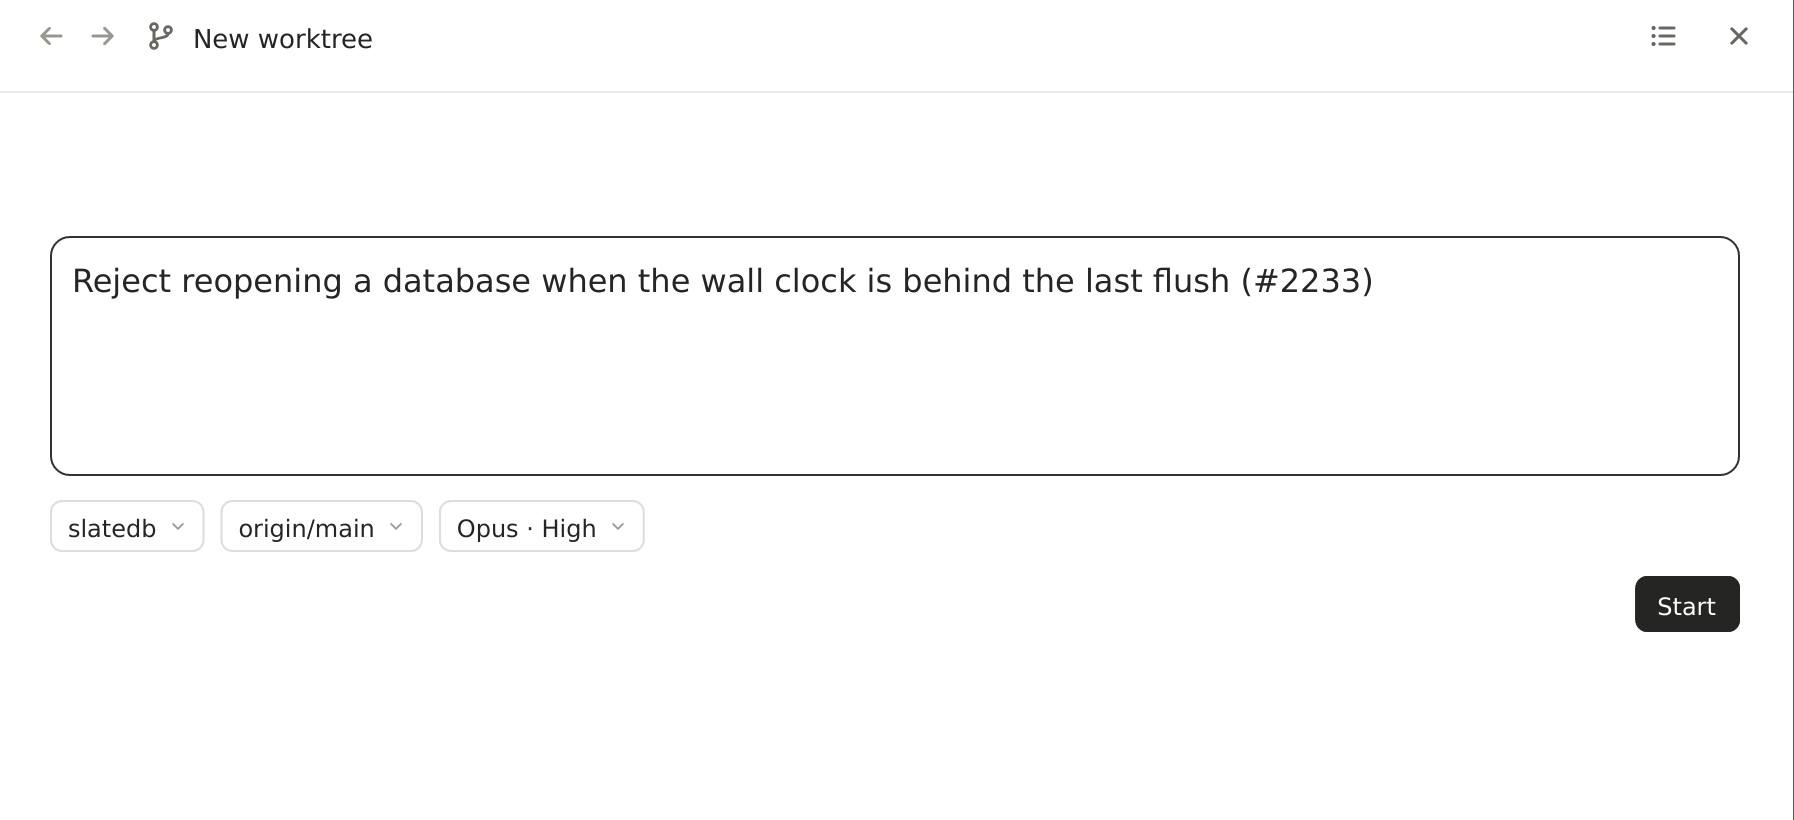 New worktree
Reject reopening a database when the wall clock is behind the last flush (#2233)
slatedb origin/main Opus · High
Start